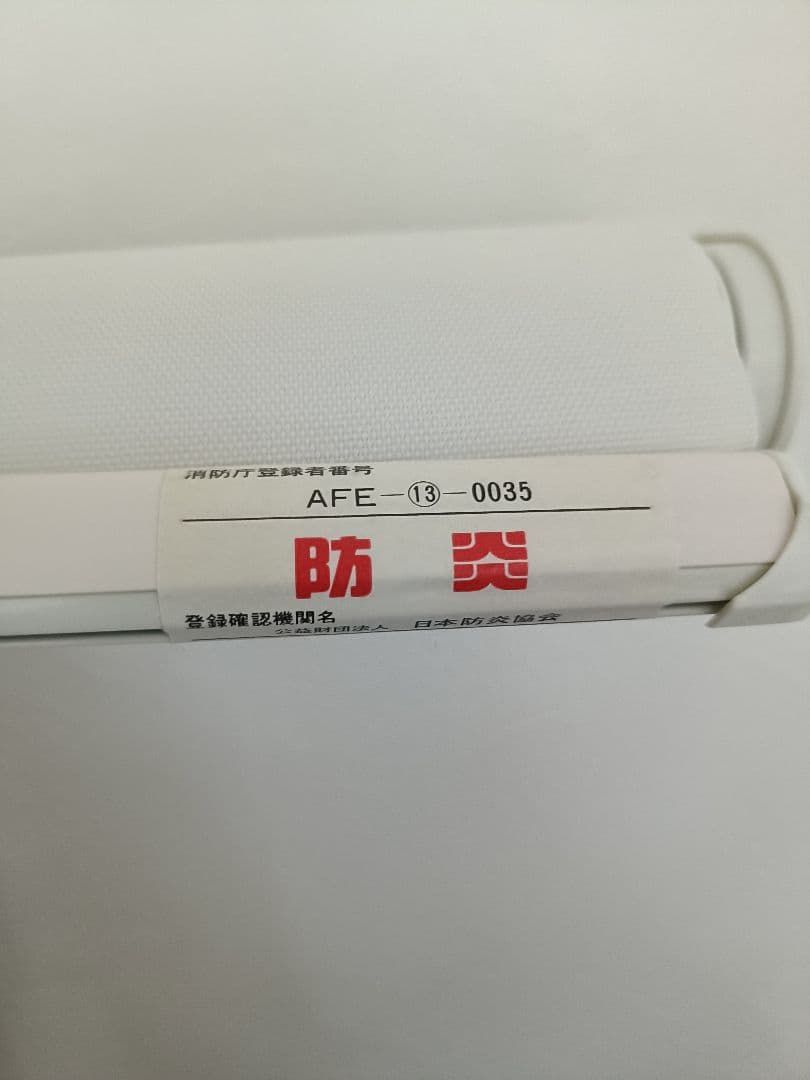 消防庁登録者番号
AFE－⑬－0035
防炎
登録確認機関名
公益財団法人 日本防炎協会